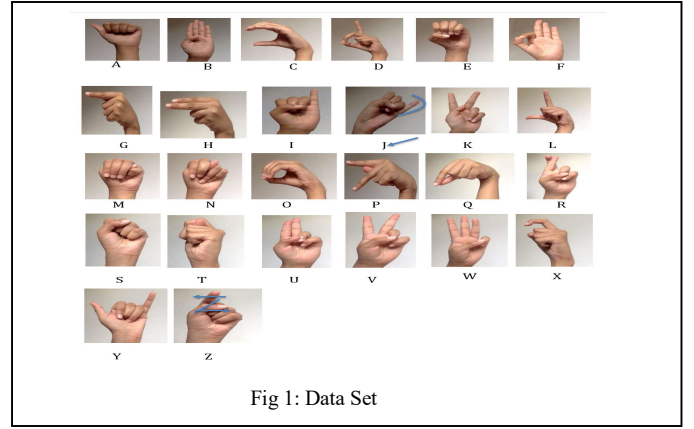 A B C D E F
G H I J K L
M N O P Q R
S T U V W X
Y Z
Fig 1: Data Set